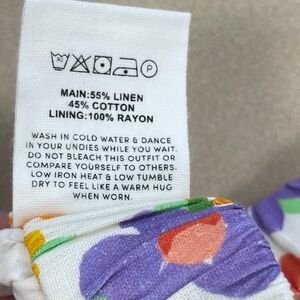 MAIN:55% LINEN
45% COTTON
LINING:100% RAYON
WASH IN COLD WATER & DANCE
IN YOUR UNDIES WHILE YOU WAIT.
DO NOT BLEACH THIS OUTFIT OR
COMPARE YOURSELF TO OTHERS.
LOW IRON HEAT & LOW TUMBLE
DRY TO FEEL LIKE A WARM HUG
WHEN WORN.